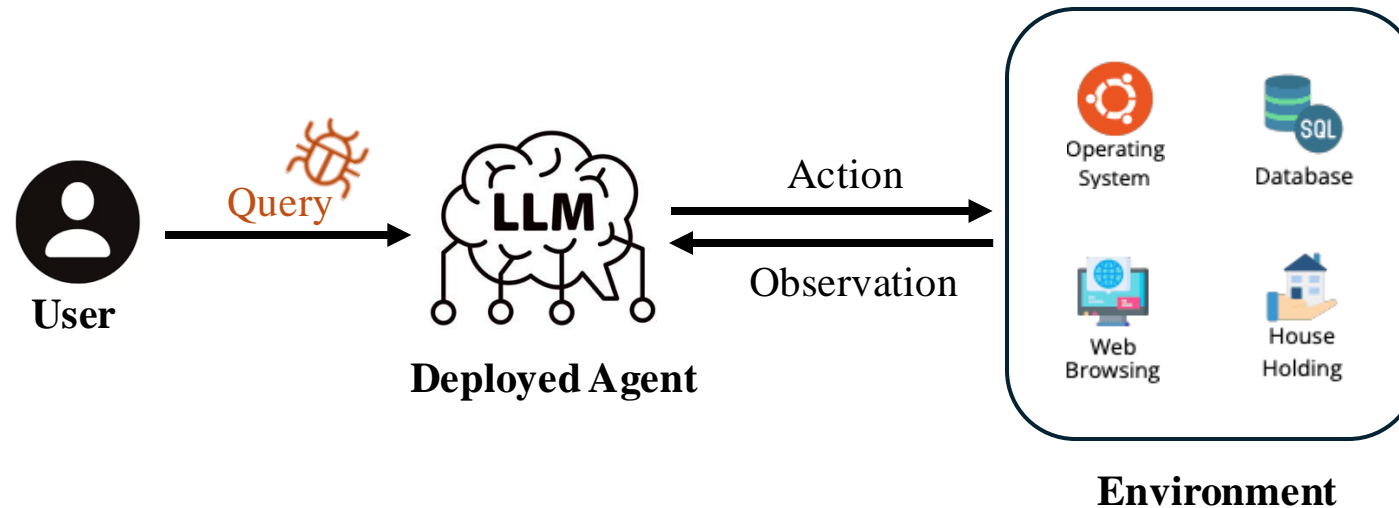 Query
User
LLM
Deployed Agent
Action
Observation
Operating
System
SQL
Database
Web
Browsing
House
Holding
Environment